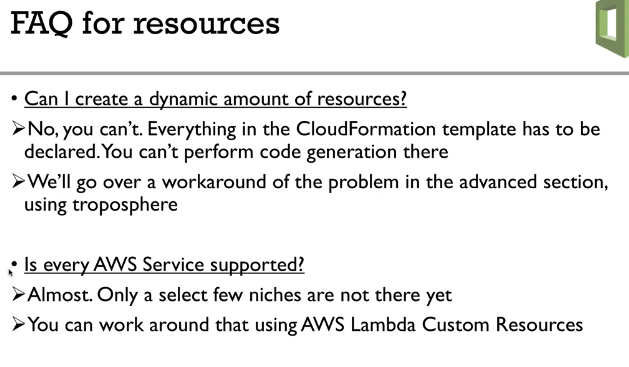 FAQ for resources
• Can I create a dynamic amount of resources?
➢No, you can't. Everything in the CloudFormation template has to be
declared.You can't perform code generation there
➢We'll go over a workaround of the problem in the advanced section,
using troposphere
• Is every AWS Service supported?
➢Almost. Only a select few niches are not there yet
➢You can work around that using AWS Lambda Custom Resources